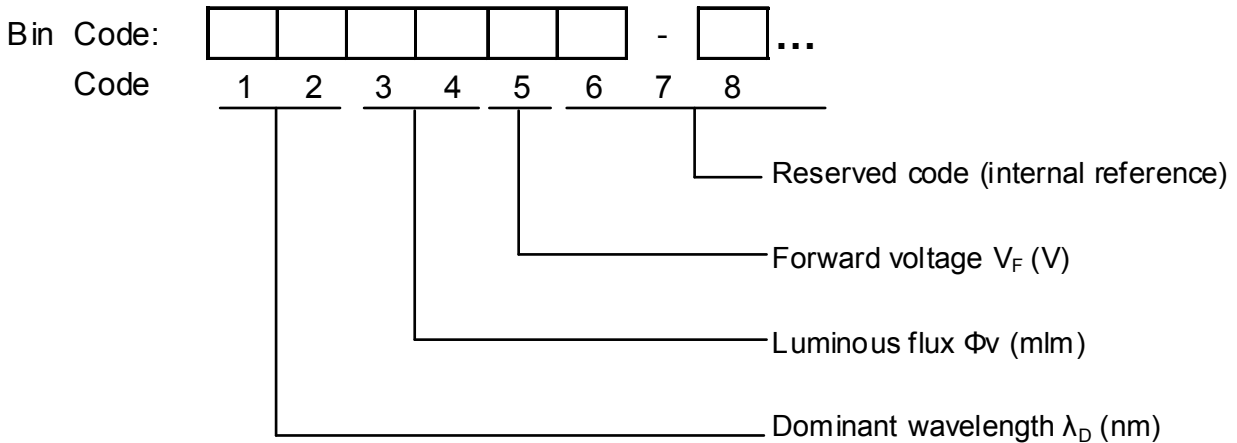 Bin Code: - ...
Code 1 2 3 4 5 6 7 8
Reserved code (internal reference)
Forward voltage V_F (V)
Luminous flux Φv (mlm)
Dominant wavelength λ_D (nm)